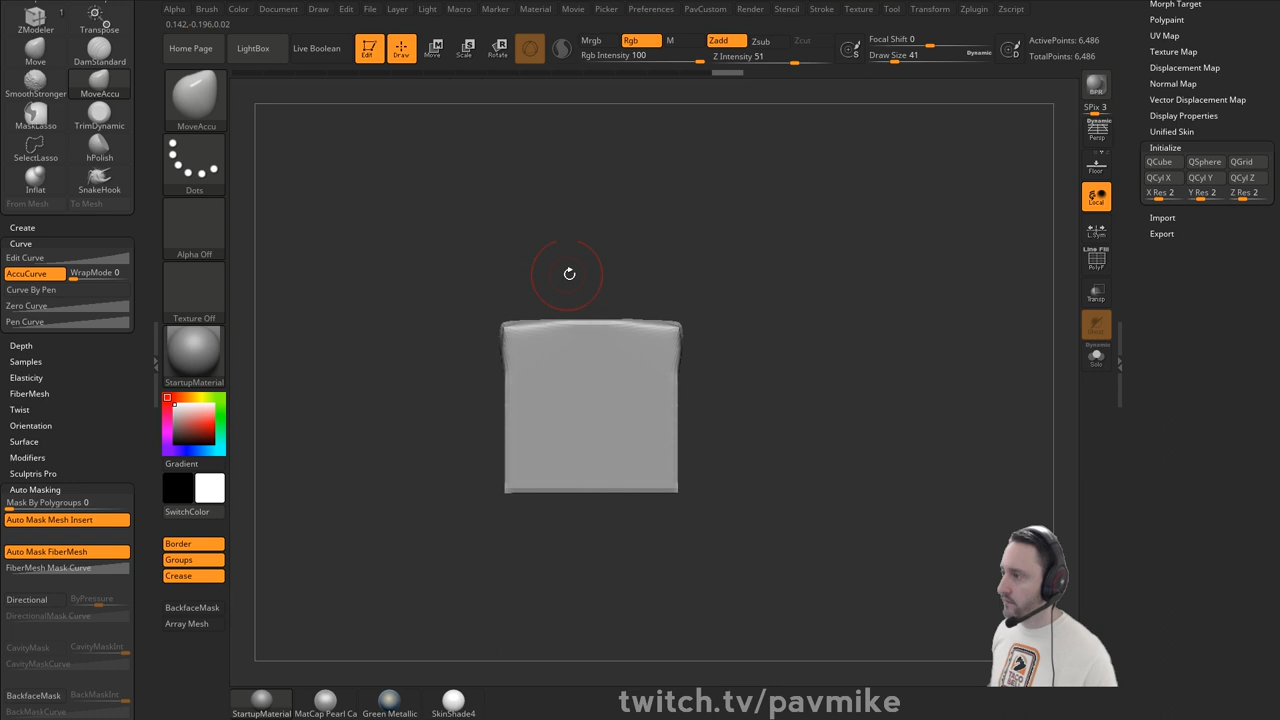 Alpha Brush Color Document Draw Edit File Layer Light Macro Marker Material Movie Picker Preferences PavCustom Render Stencil Stroke Texture Tool Transform Zplugin Zscript
0.142,-0.196,0.02
Home Page LightBox Live Boolean Edit Draw Move Scale Rotate
Mrgb Rgb M
Rgb Intensity 100
Zadd Zsub Zcut
Z Intensity 51
S
Focal Shift 0
Draw Size 41 Dynamic
D
ActivePoints: 6,486
TotalPoints: 6,486
ZModeler 1 Transpose
Move DamStandard
SmoothStronger MoveAccu
MaskLasso TrimDynamic
SelectLasso hPolish
Inflat SnakeHook
From Mesh To Mesh
Create
Curve
Edit Curve
AccuCurve WrapMode 0
Curve By Pen
Zero Curve
Pen Curve
Depth
Samples
Elasticity
FiberMesh
Twist
Orientation
Surface
Modifiers
Sculptris Pro
Auto Masking
Mask By Polygroups 0
Auto Mask Mesh Insert
Auto Mask FiberMesh
FiberMesh Mask Curve
Directional ByPressure
DirectionalMask Curve
CavityMask CavityMaskInt
CavityMaskCurve
BackfaceMask BackMaskInt
BackMaskCurve
MoveAccu
Dots
Alpha Off
Texture Off
StartupMaterial
Gradient
SwitchColor
Border
Groups
Crease
BackfaceMask
Array Mesh
BPR
SPix 3
Dynamic
Persp
Floor
Local
L.Sym
Line Fill
PolyF
Transp
Ghost
Dynamic
Solo
Morph Target
Polypaint
UV Map
Texture Map
Displacement Map
Normal Map
Vector Displacement Map
Display Properties
Unified Skin
Initialize
QCube QSphere QGrid
QCyl X QCyl Y QCyl Z
X Res 2 Y Res 2 Z Res 2
Import
Export
StartupMaterial MatCap Pearl Ca Green Metallic SkinShade4
twitch.tv/pavmike